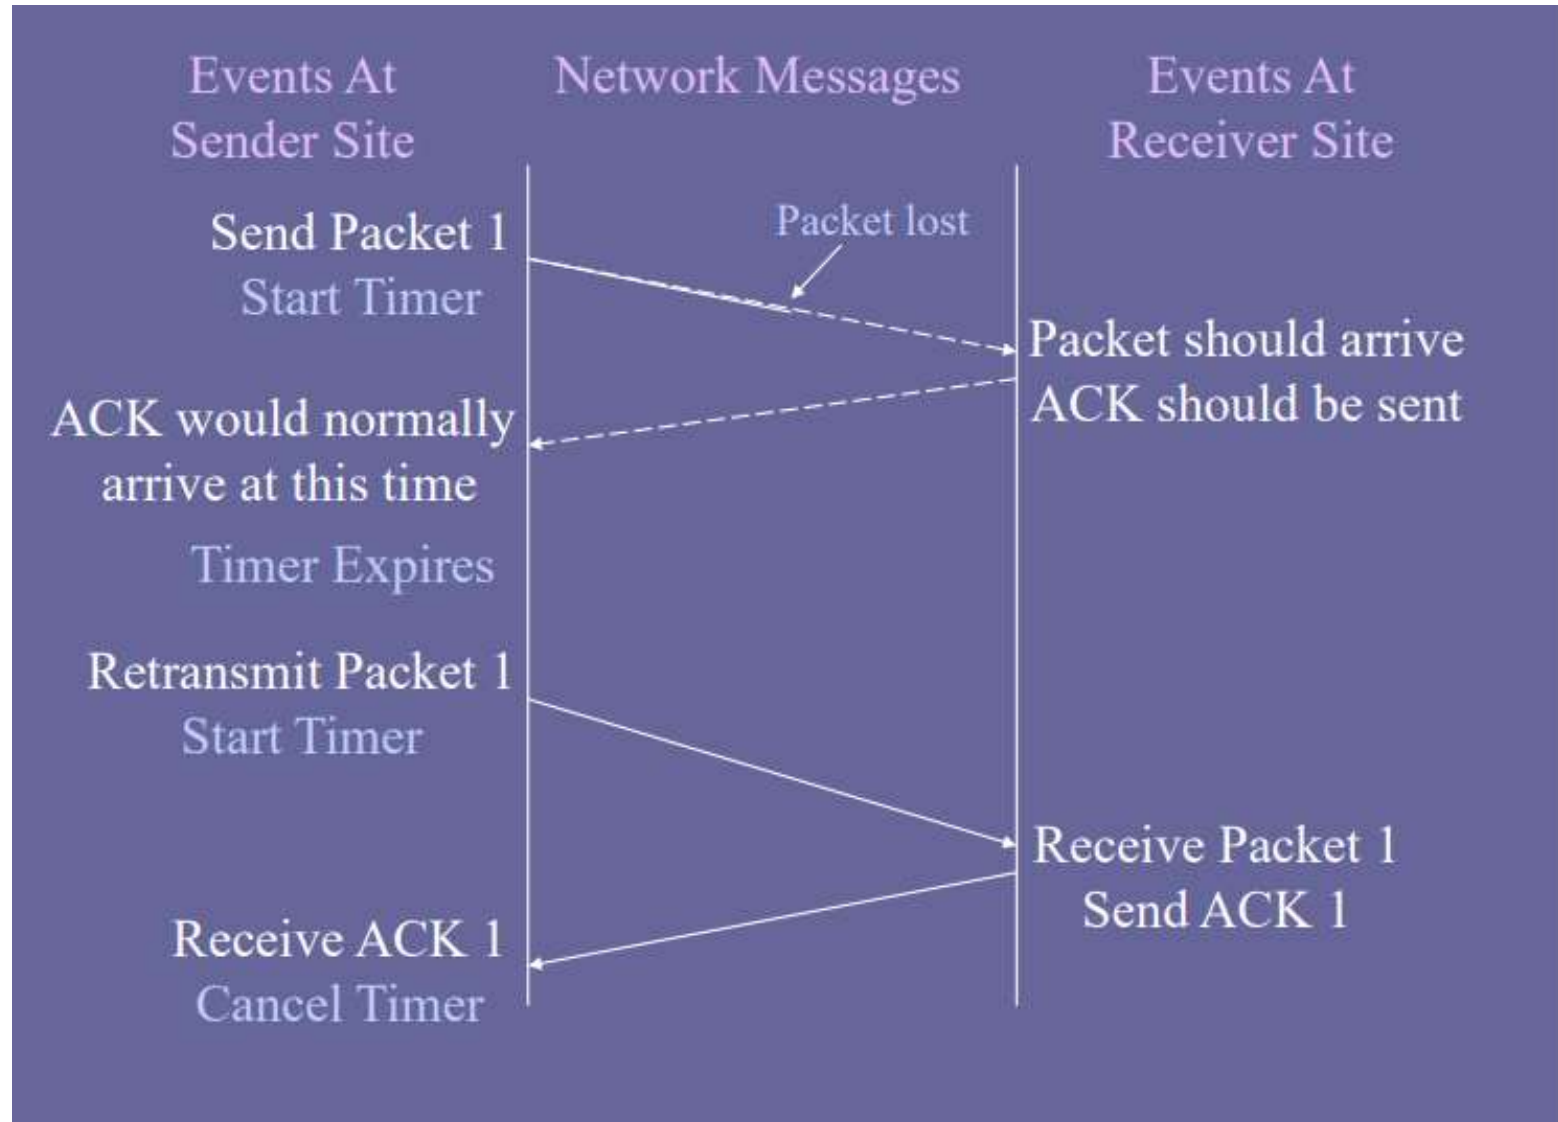 Events At
Sender Site
Network Messages
Events At
Receiver Site
Send Packet 1
Start Timer
Packet lost
Packet should arrive
ACK should be sent
ACK would normally
arrive at this time
Timer Expires
Retransmit Packet 1
Start Timer
Receive Packet 1
Send ACK 1
Receive ACK 1
Cancel Timer